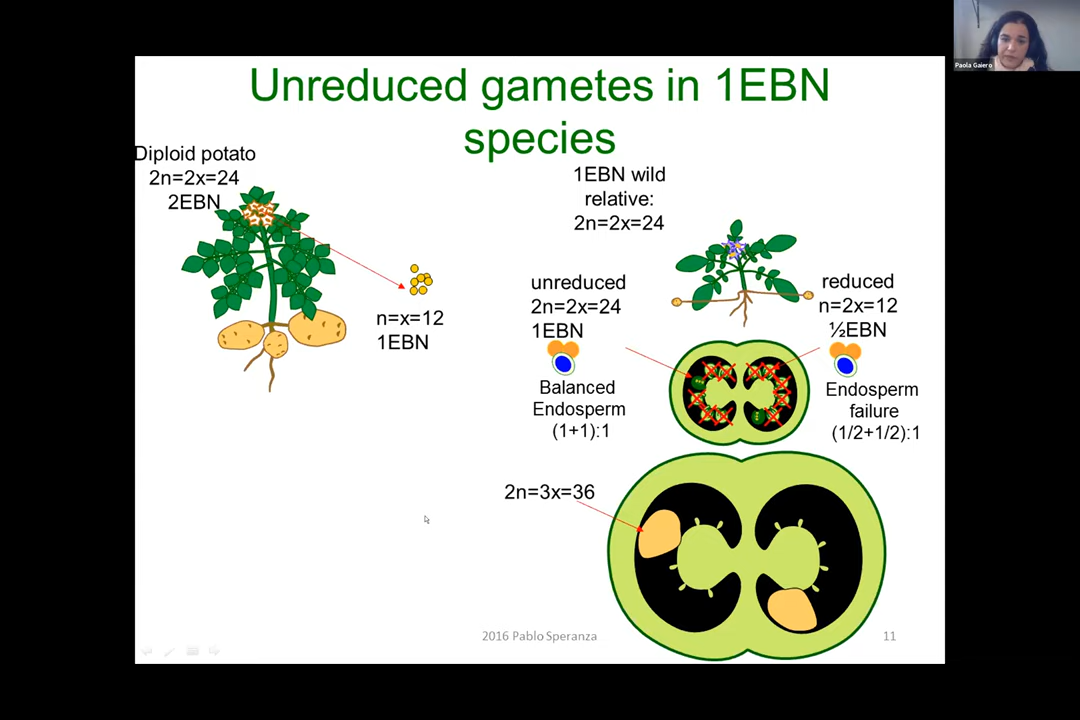 Paola Gaiero
Unreduced gametes in 1EBN
species
Diploid potato
2n=2x=24
2EBN
n=x=12
1EBN
1EBN wild
relative:
2n=2x=24
unreduced
2n=2x=24
1EBN
Balanced
Endosperm
(1+1):1
reduced
n=2x=12
½EBN
Endosperm
failure
(1/2+1/2):1
2n=3x=36
2016 Pablo Speranza
11